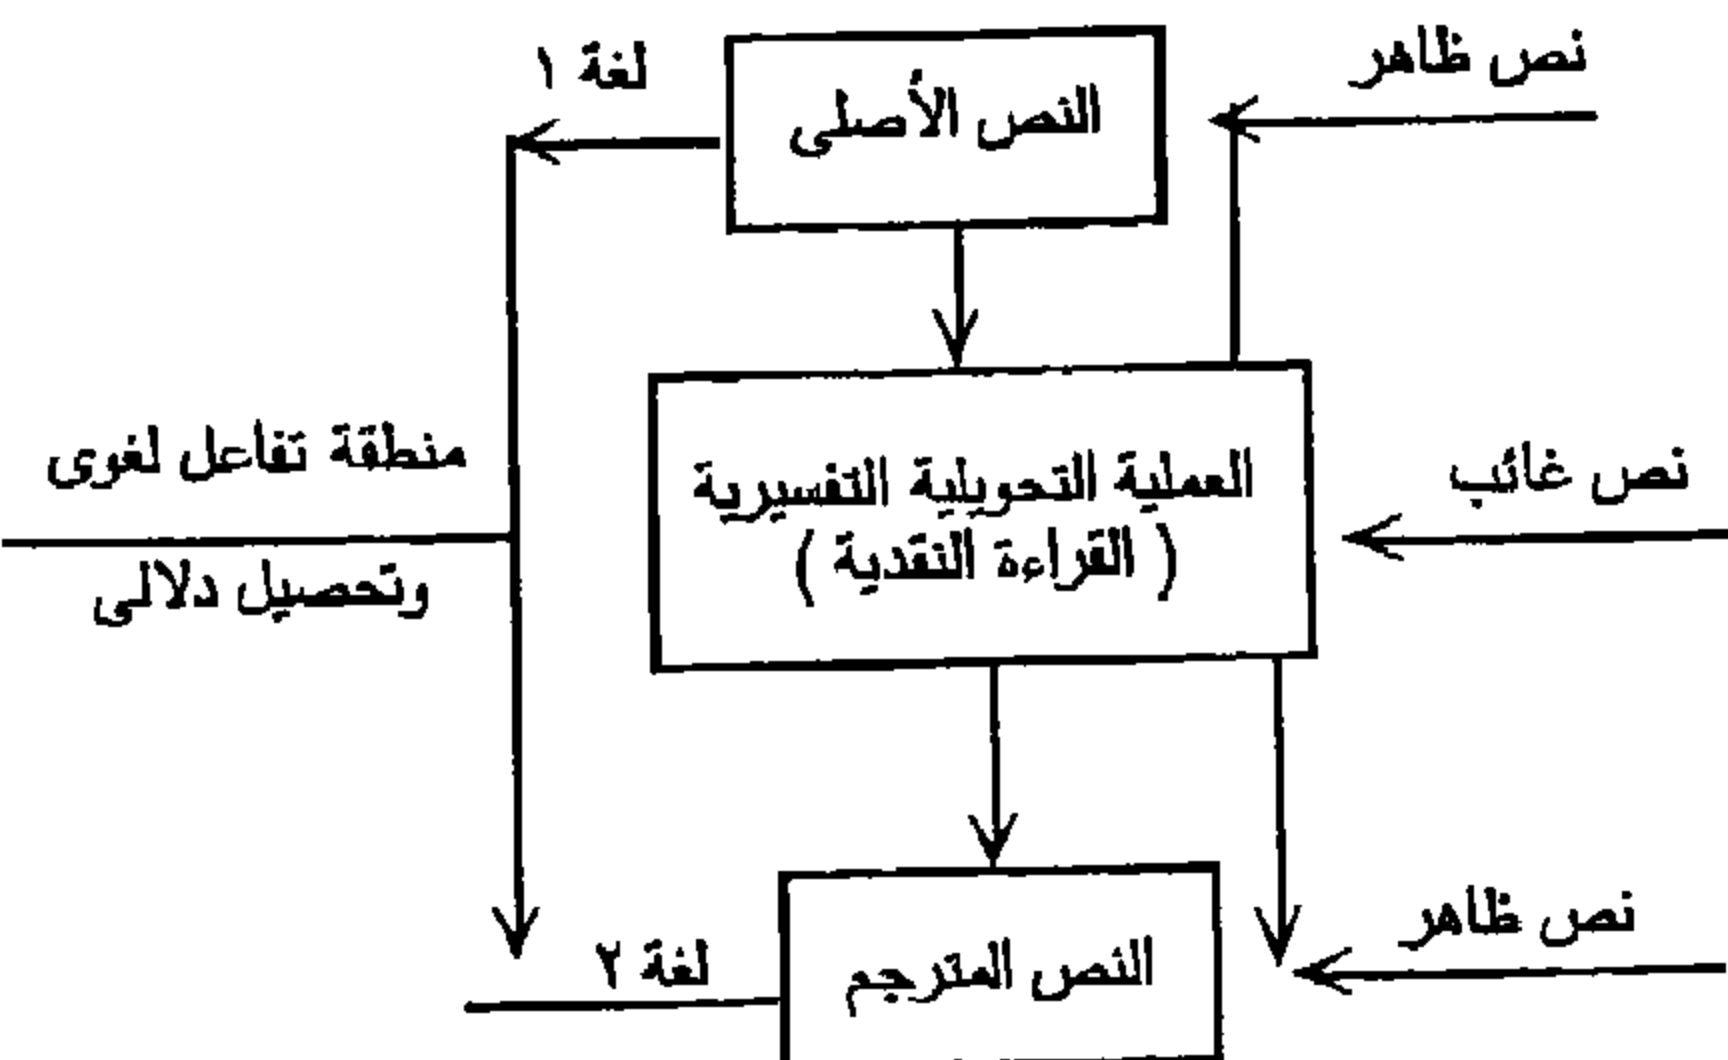 نص ظاهر
النص الأصلى
لغة ١
منطقة تفاعل لغوى
وتحصيل دلالى
العملية التحويلية التفسيرية
( القراءة النقدية )
نص غائب
نص ظاهر
النص المترجم
لغة ٢